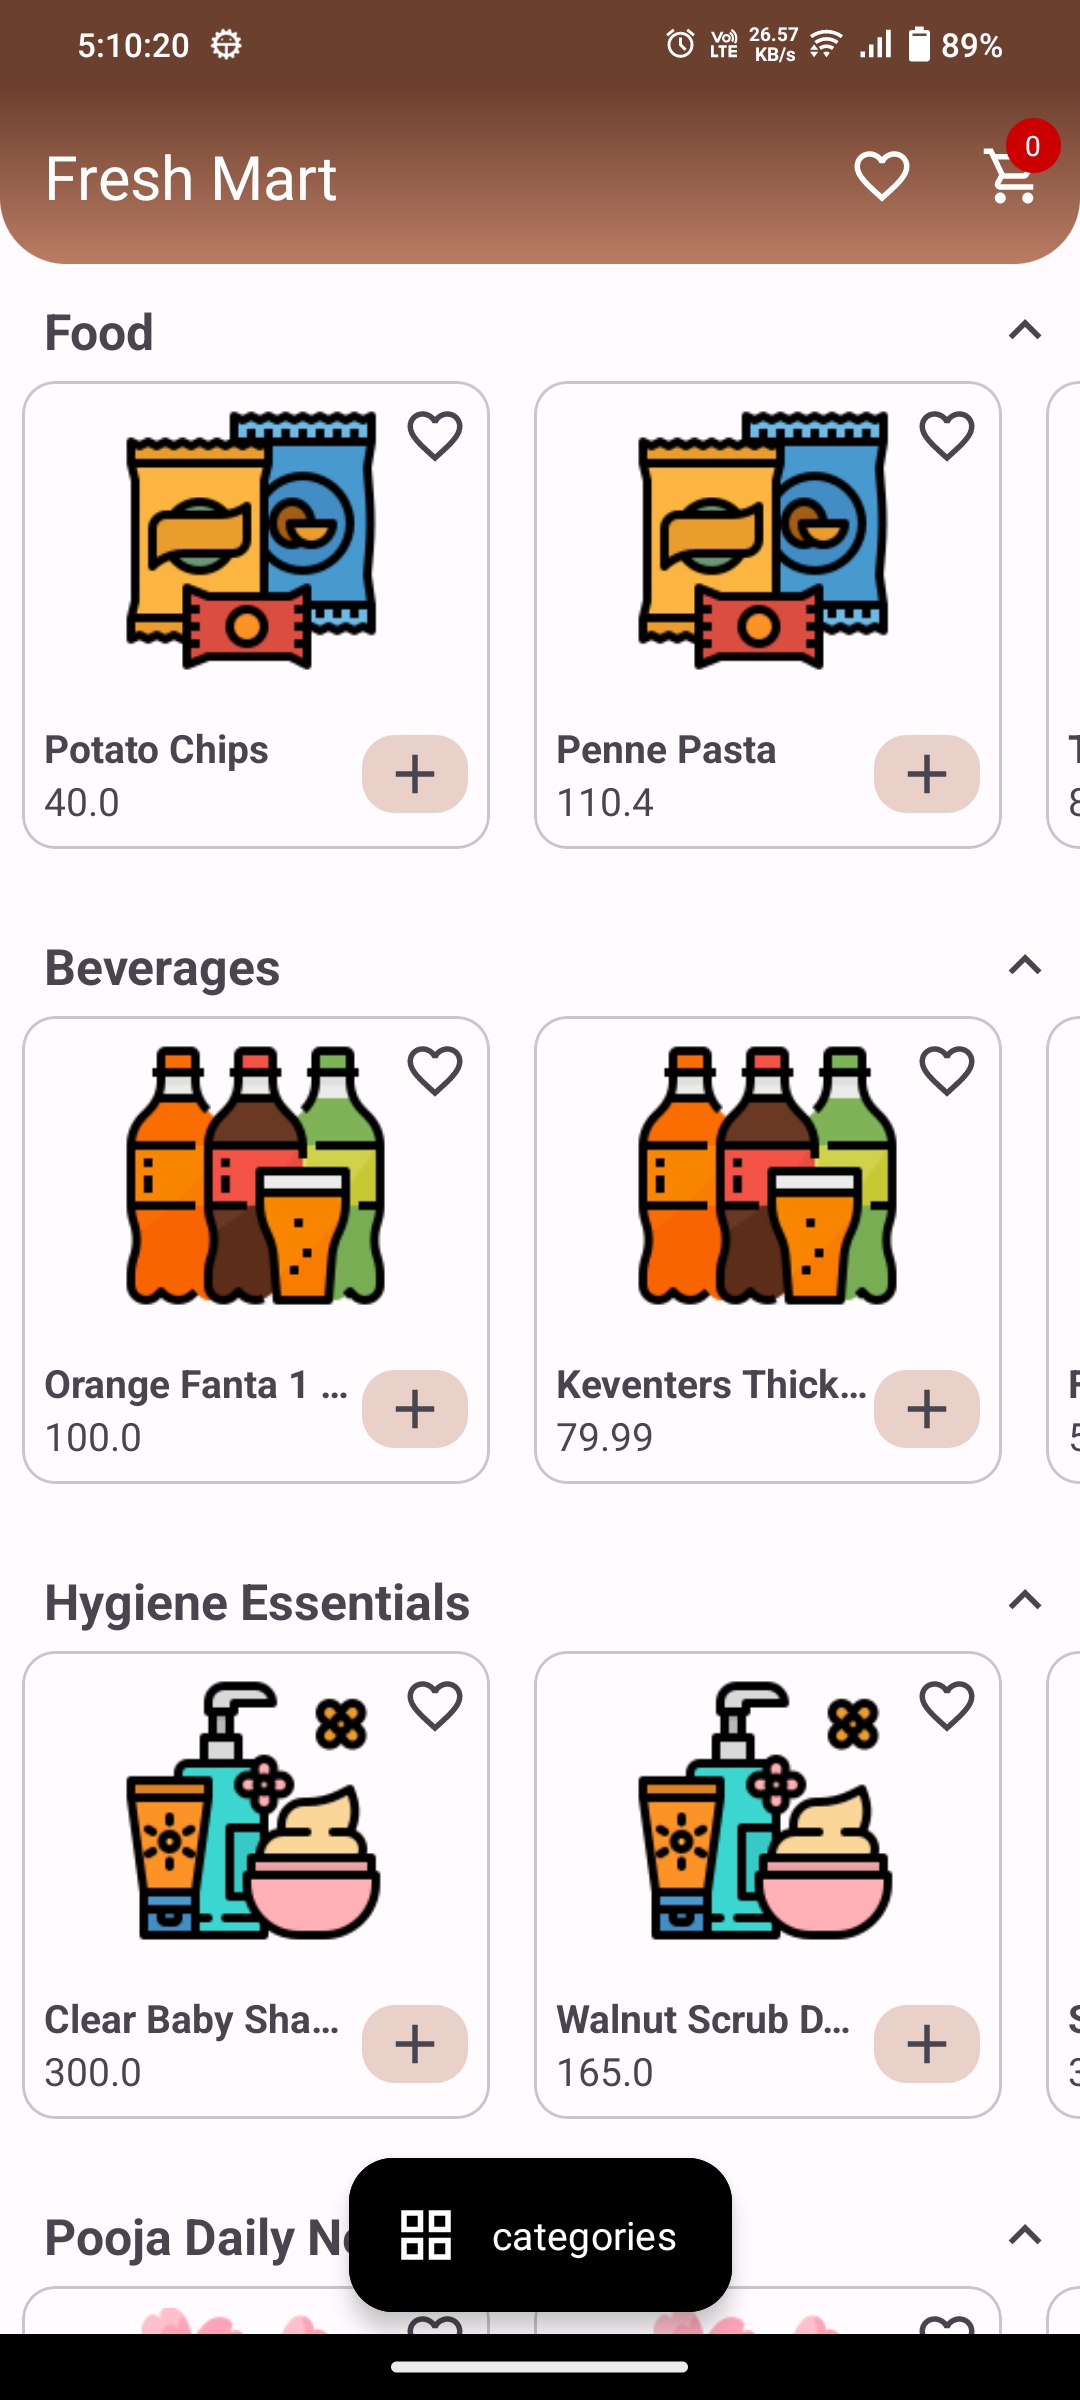 5:10:20
Vo)) LTE 26.57 KB/s 89%
Fresh Mart
0
Food
Potato Chips
40.0
Penne Pasta
110.4
Beverages
Orange Fanta 1 ...
100.0
Keventers Thick...
79.99
Hygiene Essentials
Clear Baby Sha...
300.0
Walnut Scrub D...
165.0
Pooja Daily
categories